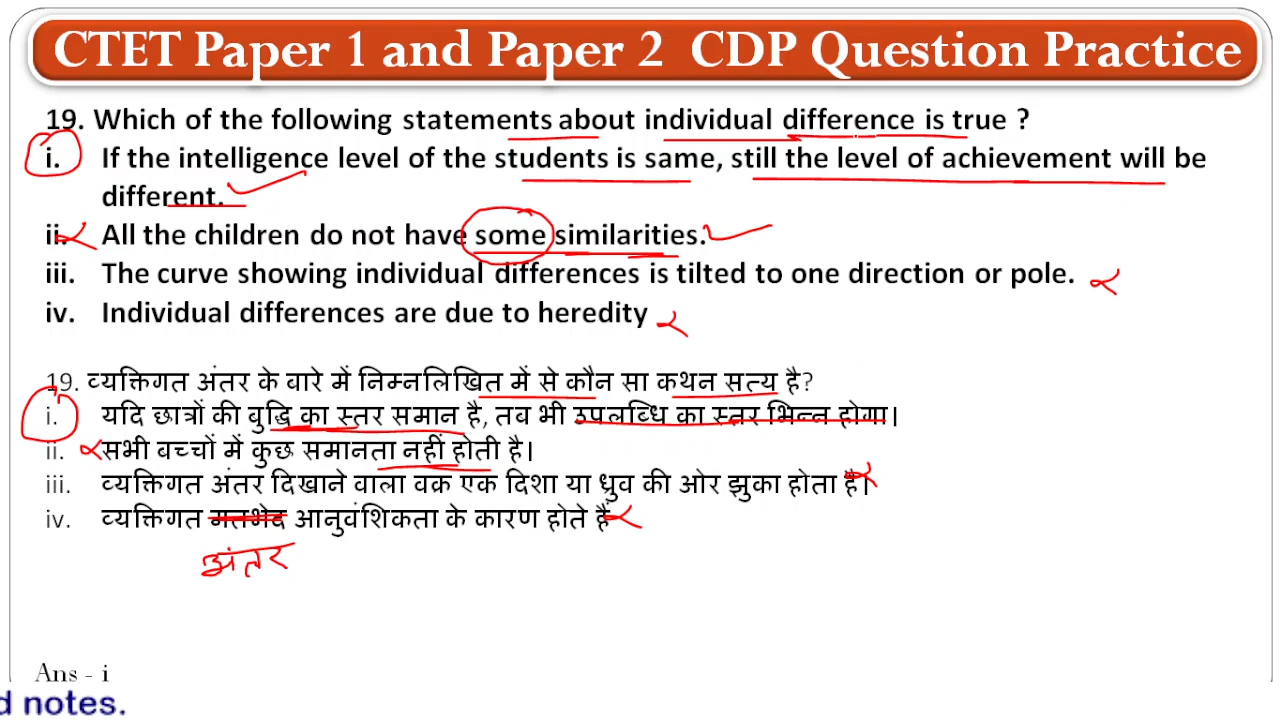 CTET Paper 1 and Paper 2 CDP Question Practice
19. Which of the following statements about individual difference is true ?
i. If the intelligence level of the students is same, still the level of achievement will be
different.
ii. All the children do not have some similarities.
iii. The curve showing individual differences is tilted to one direction or pole.
iv. Individual differences are due to heredity
19. व्यक्तिगत अंतर के बारे में निम्नलिखित में से कौन सा कथन सत्य है?
i. यदि छात्रों की बुद्धि का स्तर समान है, तब भी उपलब्धि का स्तर भिन्न होगा।
ii. सभी बच्चों में कुछ समानता नहीं होती है।
iii. व्यक्तिगत अंतर दिखाने वाला वक्र एक दिशा या ध्रुव की ओर झुका होता है।
iv. व्यक्तिगत मतभेद आनुवंशिकता के कारण होते हैं
अंतर
Ans - i
d notes.